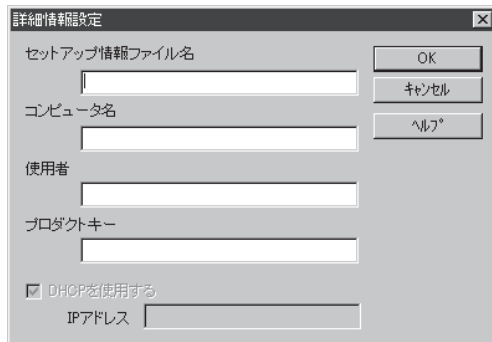 詳細情報設定
セットアップ情報ファイル名
OK
キャンセル
コンピュータ名
ヘルプ
使用者
プロダクトキー
DHCPを使用する
IPアドレス